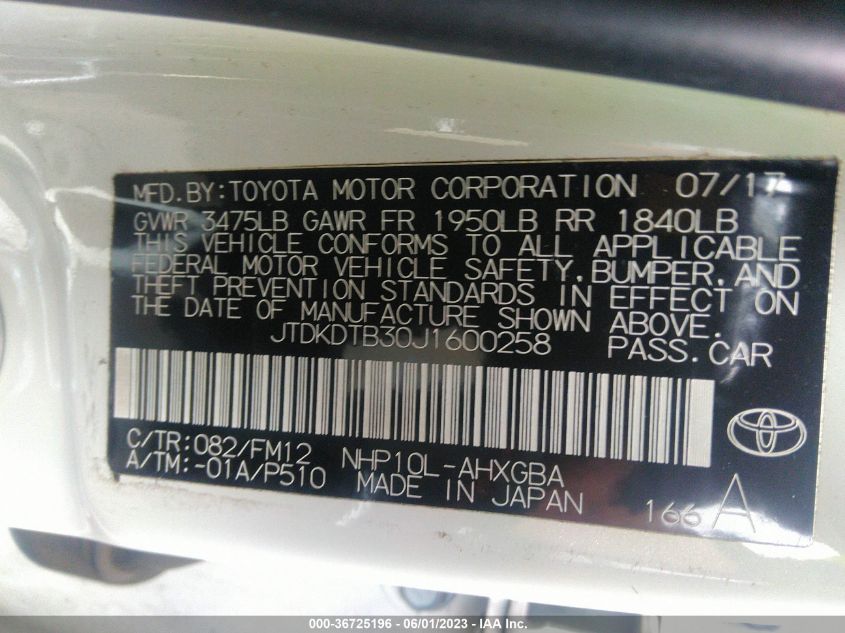 MFD.BY:TOYOTA MOTOR CORPORATION 07/17
GVWR 3475LB GAWR FR 1950LB RR 1840LB
THIS VEHICLE CONFORMS TO ALL APPLICABLE
FEDERAL MOTOR VEHICLE SAFETY,BUMPER,AND
THEFT PREVENTION STANDARDS IN EFFECT ON
THE DATE OF MANUFACTURE SHOWN ABOVE.
JTDKDTB30J1600258 PASS.CAR
C/TR:082/FM12 NHP10L-AHXGBA
A/TM:-01A/P510 MADE IN JAPAN
166 A
000-36725196 - 06/01/2023 - IAA Inc.